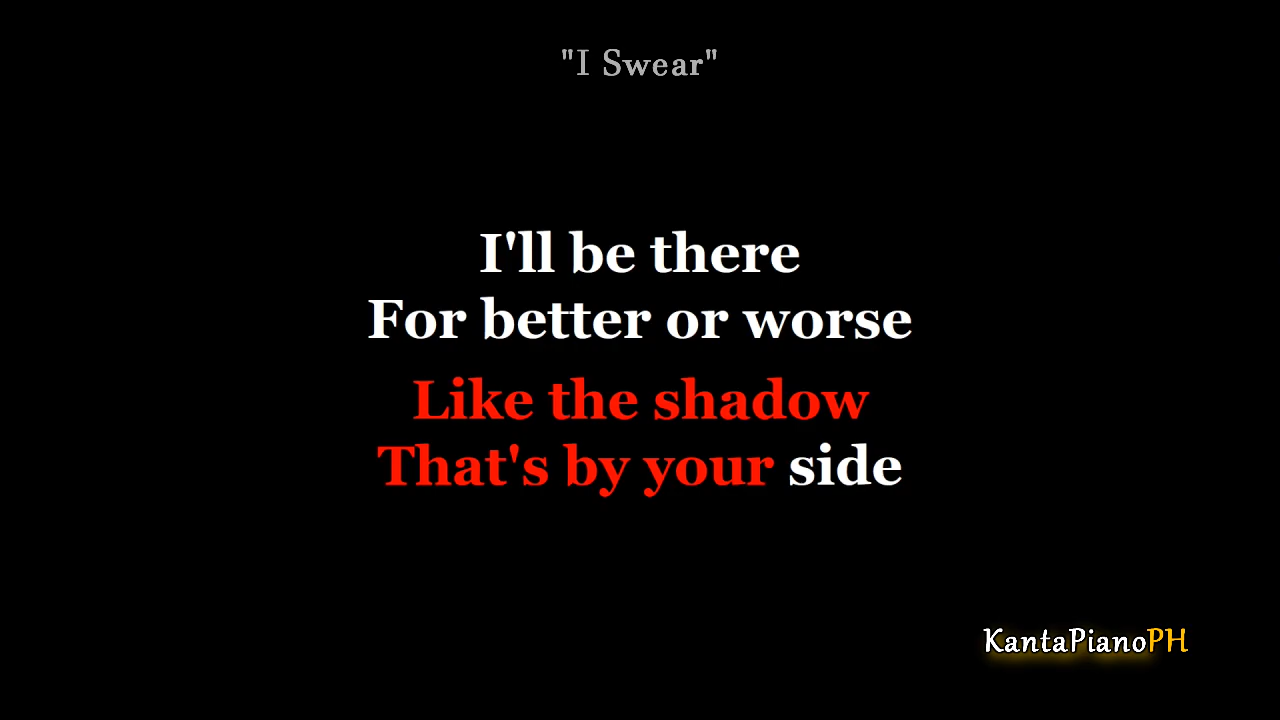 "I Swear"
I'll be there
For better or worse
Like the shadow
That's by your side
KantaPianoPH